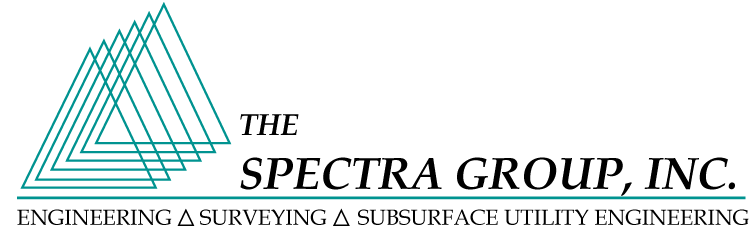 THE
SPECTRA GROUP, INC.
ENGINEERING △ SURVEYING △ SUBSURFACE UTILITY ENGINEERING